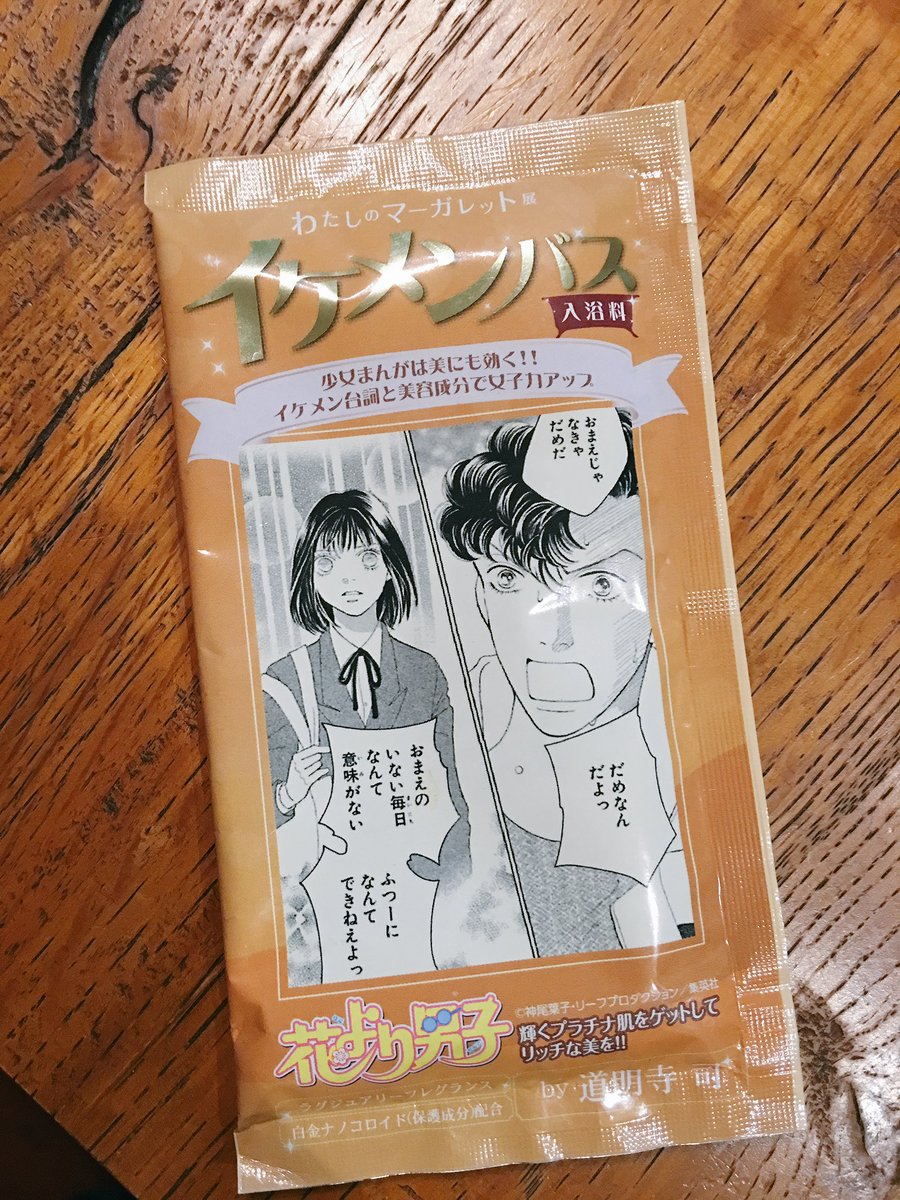 わたしのマーガレット展
イケメンバス
入浴料
少女まんがは美にも効く!!
イケメン台詞と美容成分で女子力アップ
おまえじゃ
なきゃ
だめだ
だめなん
だよっ
おまえの
いない毎日
なんて
意味がない
ふつーに
なんて
できねえよっ
花より男子
©神尾葉子・リーフプロダクション/集英社
輝くプラチナ肌をゲットして
リッチな美を!!
by 道明寺 司
ラグジュアリーフレグランス
白金ナノコロイド(保護成分)配合